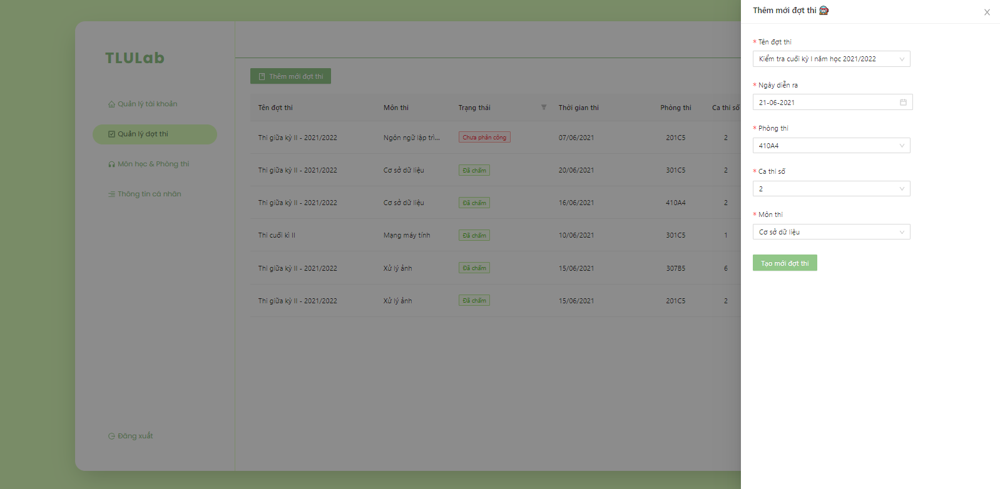 TLULab
Quản lý tài khoản
Quản lý đợt thi
Môn học & Phòng thi
Thông tin cá nhân
Đăng xuất
Thêm mới đợt thi
Tên đợt thi Môn thi Trạng thái Thời gian thi Phòng thi Ca thi số
Thi giữa kỳ II - 2021/2022 Ngôn ngữ lập trì... Chưa phân công 07/06/2021 201C5 2
Thi giữa kỳ II - 2021/2022 Cơ sở dữ liệu Đã chấm 20/06/2021 301C5 2
Thi giữa kỳ II - 2021/2022 Cơ sở dữ liệu Đã chấm 16/06/2021 410A4 2
Thi cuối kì II Mạng máy tính Đã chấm 10/06/2021 301C5 1
Thi giữa kỳ II - 2021/2022 Xử lý ảnh Đã chấm 15/06/2021 307B5 6
Thi giữa kỳ II - 2021/2022 Xử lý ảnh Đã chấm 15/06/2021 201C5 2
Thêm mới đợt thi
* Tên đợt thi
Kiểm tra cuối kỳ I năm học 2021/2022
* Ngày diễn ra
21-06-2021
* Phòng thi
410A4
* Ca thi số
2
* Môn thi
Cơ sở dữ liệu
Tạo mới đợt thi